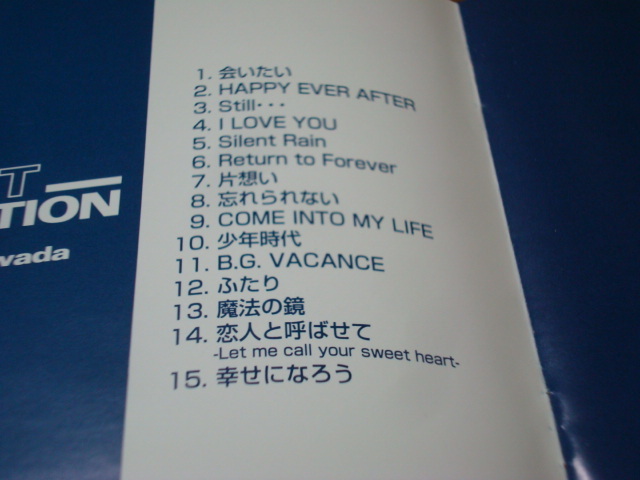 T
TION
wada
1. 会いたい
2. HAPPY EVER AFTER
3. Still・・・
4. I LOVE YOU
5. Silent Rain
6. Return to Forever
7. 片想い
8. 忘れられない
9. COME INTO MY LIFE
10. 少年時代
11. B.G. VACANCE
12. ふたり
13. 魔法の鏡
14. 恋人と呼ばせて
-Let me call your sweet heart-
15. 幸せになろう